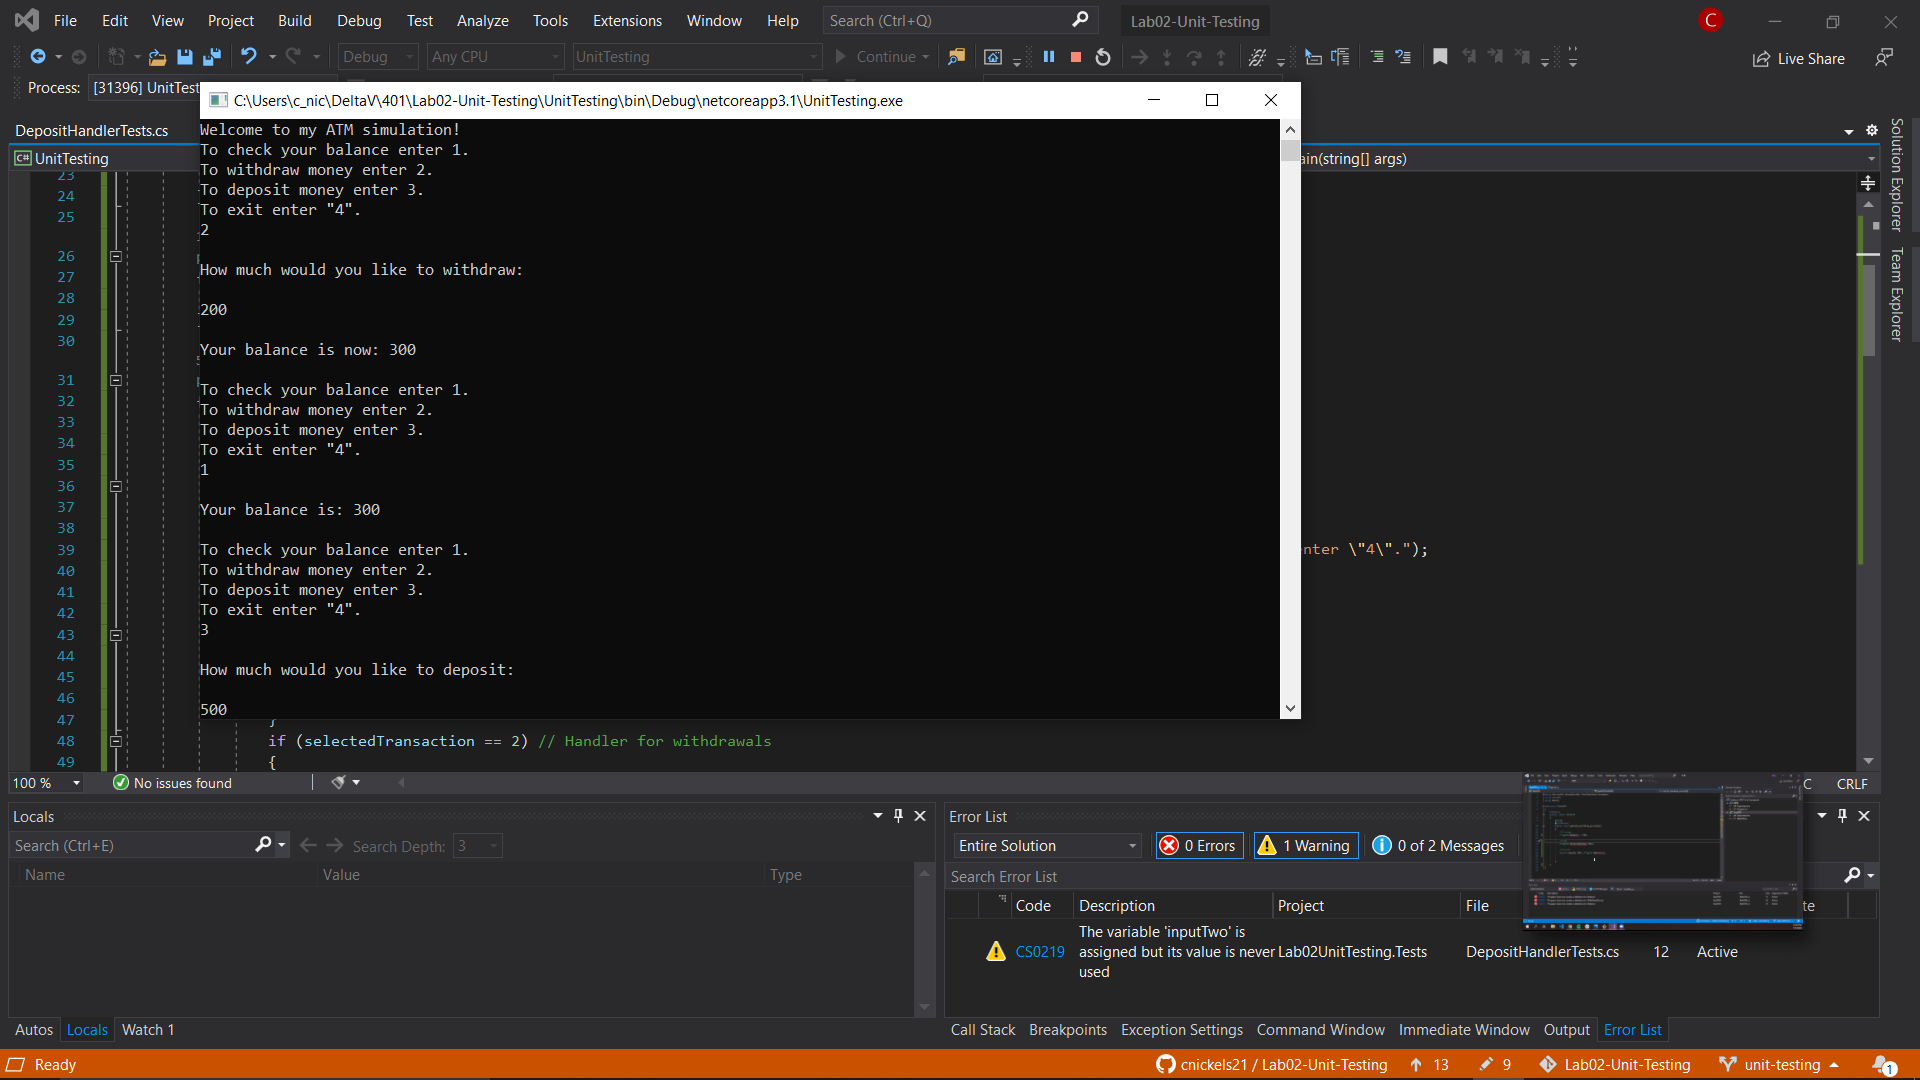 File Edit View Project Build Debug Test Analyze Tools Extensions Window Help Search (Ctrl+Q) Lab02-Unit-Testing C
Debug Any CPU UnitTesting Continue Live Share
Process: [31396] UnitTest
C:\Users\c_nic\DeltaV\401\Lab02-Unit-Testing\UnitTesting\bin\Debug\netcoreapp3.1\UnitTesting.exe
DepositHandlerTests.cs
C# UnitTesting
ain(string[] args)
Solution Explorer
Team Explorer
Welcome to my ATM simulation!
To check your balance enter 1.
To withdraw money enter 2.
To deposit money enter 3.
To exit enter "4".
2
How much would you like to withdraw:
200
Your balance is now: 300
To check your balance enter 1.
To withdraw money enter 2.
To deposit money enter 3.
To exit enter "4".
1
Your balance is: 300
To check your balance enter 1.
To withdraw money enter 2.
To deposit money enter 3.
To exit enter "4".
3
How much would you like to deposit:
500
23
24
25
26
27
28
29
30
31
32
33
34
35
36
37
38
39 nter \"4\".");
40
41
42
43
44
45
46
47 }
48 if (selectedTransaction == 2) // Handler for withdrawals
49 {
100 % No issues found C CRLF
Locals
Search (Ctrl+E) Search Depth: 3
Name Value Type
Autos Locals Watch 1
Error List
Entire Solution 0 Errors 1 Warning 0 of 2 Messages
Search Error List
Code Description Project File te
CS0219 The variable 'inputTwo' is
assigned but its value is never Lab02UnitTesting.Tests DepositHandlerTests.cs 12 Active
used
Call Stack Breakpoints Exception Settings Command Window Immediate Window Output Error List
Ready cnickels21 / Lab02-Unit-Testing 13 9 Lab02-Unit-Testing unit-testing 1